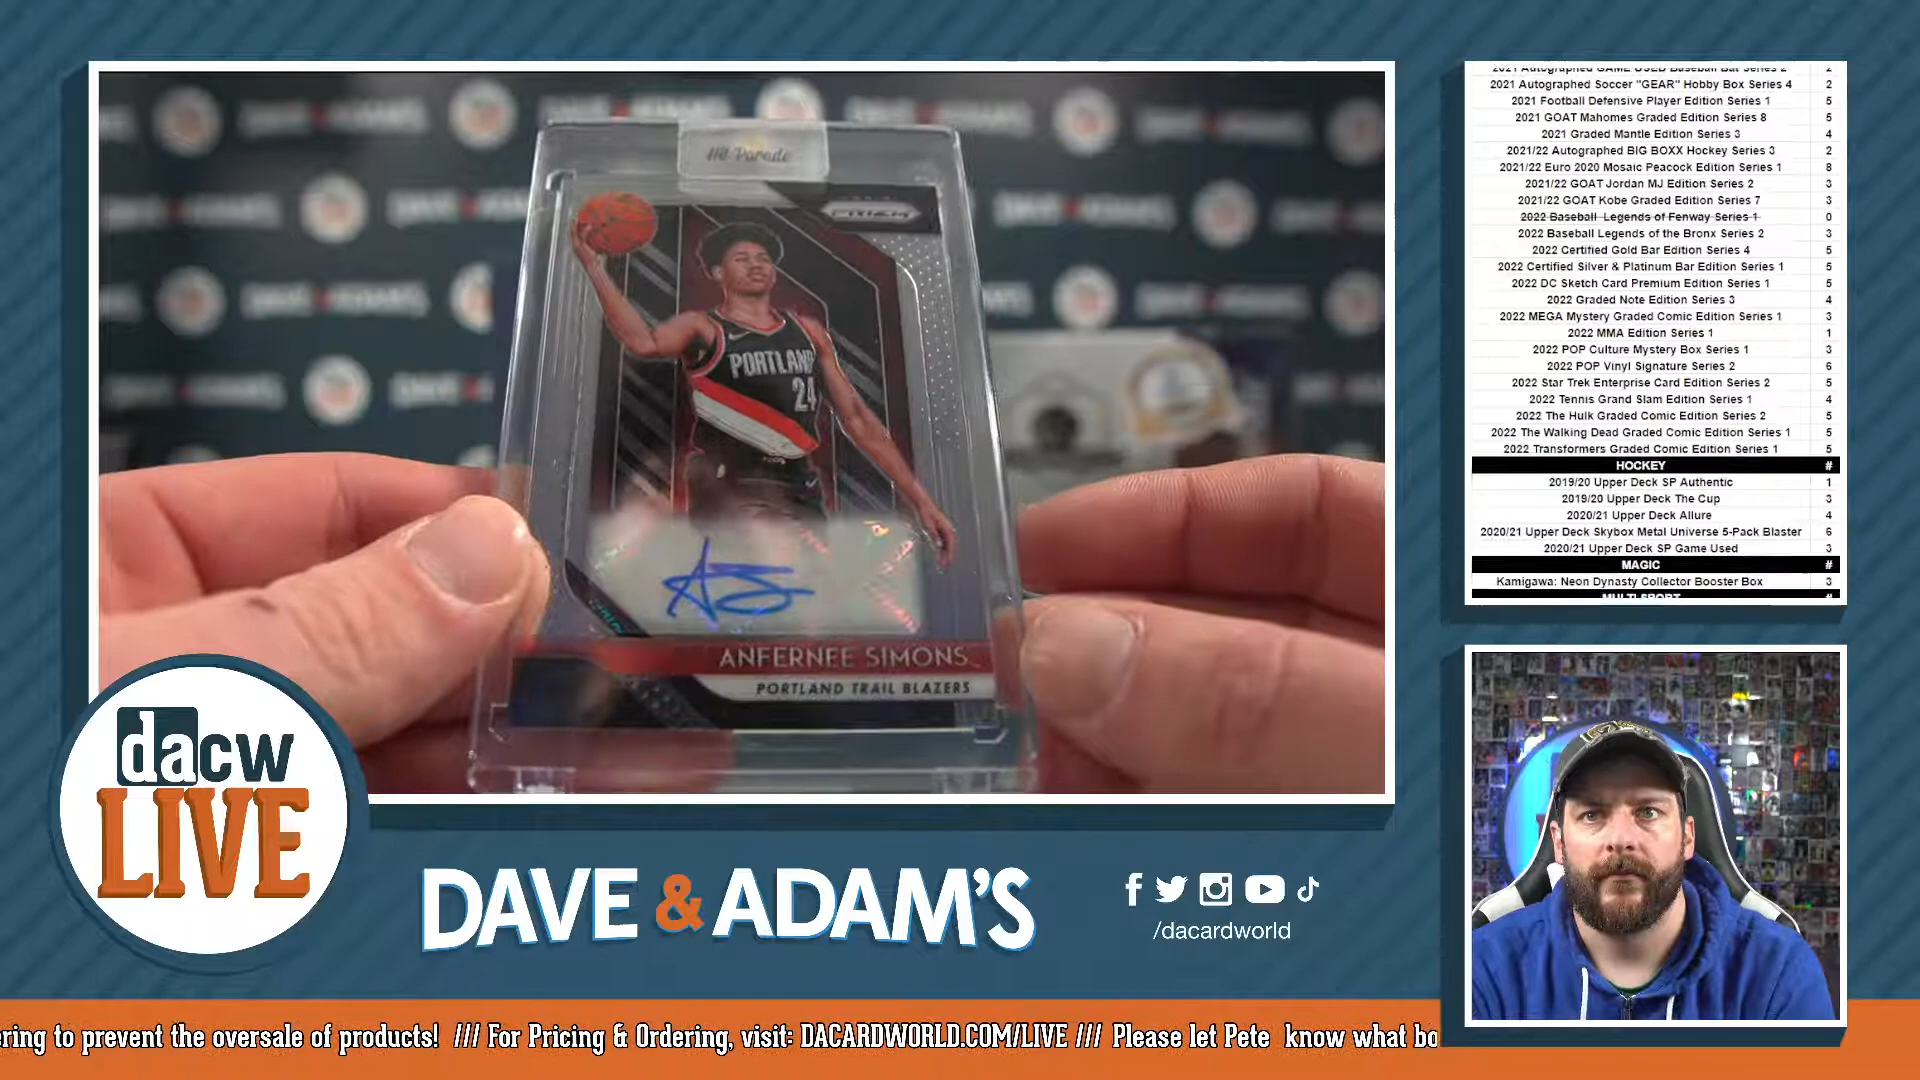 Hit Parade
PRIZM
PORTLAND
24
ANFERNEE SIMONS
PORTLAND TRAIL BLAZERS
2021 Autographed GAME USED Baseball Bat Series 2 2
2021 Autographed Soccer "GEAR" Hobby Box Series 4 2
2021 Football Defensive Player Edition Series 1 5
2021 GOAT Mahomes Graded Edition Series 8 5
2021 Graded Mantle Edition Series 3 4
2021/22 Autographed BIG BOXX Hockey Series 3 2
2021/22 Euro 2020 Mosaic Peacock Edition Series 1 8
2021/22 GOAT Jordan MJ Edition Series 2 3
2021/22 GOAT Kobe Graded Edition Series 7 3
2022 Baseball Legends of Fenway Series 1 0
2022 Baseball Legends of the Bronx Series 2 3
2022 Certified Gold Bar Edition Series 4 5
2022 Certified Silver & Platinum Bar Edition Series 1 5
2022 DC Sketch Card Premium Edition Series 1 5
2022 Graded Note Edition Series 3 4
2022 MEGA Mystery Graded Comic Edition Series 1 3
2022 MMA Edition Series 1 1
2022 POP Culture Mystery Box Series 1 3
2022 POP Vinyl Signature Series 2 6
2022 Star Trek Enterprise Card Edition Series 2 5
2022 Tennis Grand Slam Edition Series 1 4
2022 The Hulk Graded Comic Edition Series 2 5
2022 The Walking Dead Graded Comic Edition Series 1 5
2022 Transformers Graded Comic Edition Series 1 5
HOCKEY #
2019/20 Upper Deck SP Authentic 1
2019/20 Upper Deck The Cup 3
2020/21 Upper Deck Allure 4
2020/21 Upper Deck Skybox Metal Universe 5-Pack Blaster 6
2020/21 Upper Deck SP Game Used 3
MAGIC #
Kamigawa: Neon Dynasty Collector Booster Box 3
MULTI SPORT #
dacw
LIVE
DAVE & ADAM'S
/dacardworld
ring to prevent the oversale of products! /// For Pricing & Ordering, visit: DACARDWORLD.COM/LIVE /// Please let Pete know what bo